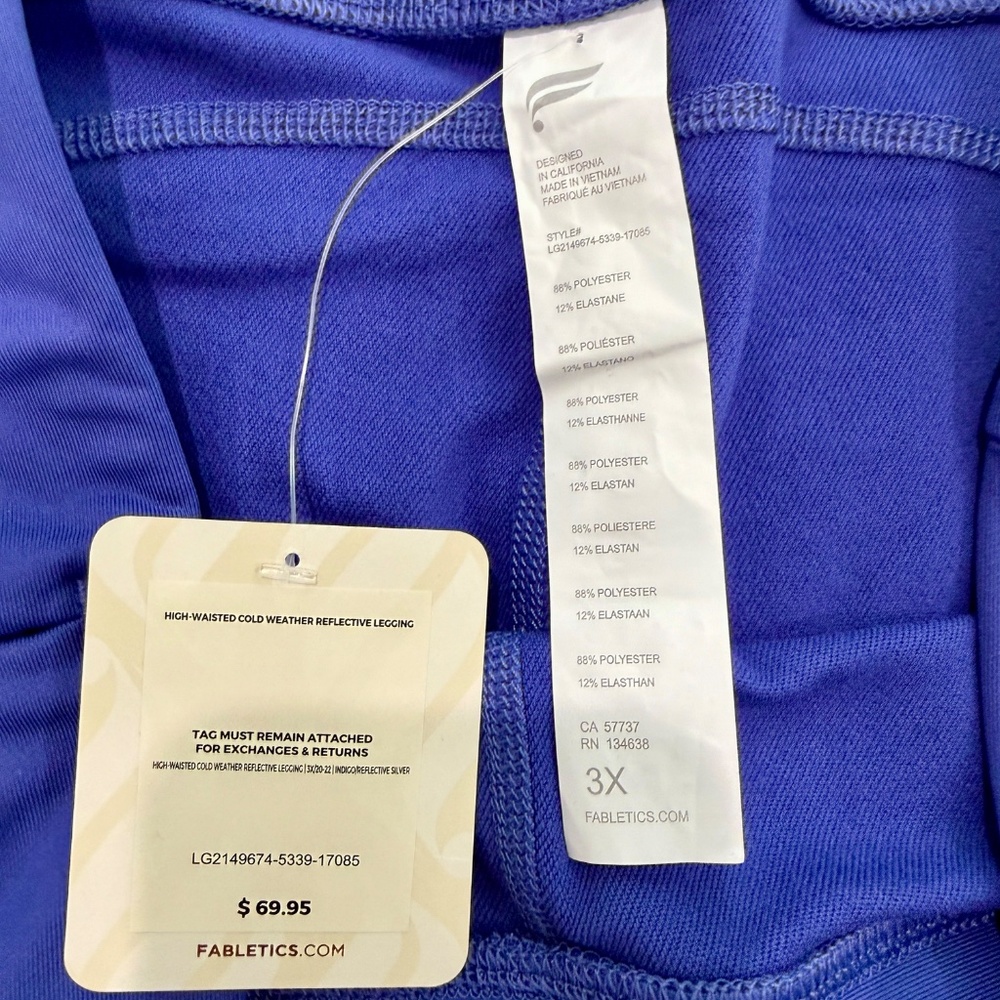 DESIGNED
IN CALIFORNIA
MADE IN VIETNAM
FABRIQUÉ AU VIETNAM
STYLE#
LG2149674-5339-17085
88% POLYESTER
12% ELASTANE
88% POLIÉSTER
12% ELASTANO
88% POLYESTER
12% ELASTHANNE
88% POLYESTER
12% ELASTAN
88% POLIESTERE
12% ELASTAN
88% POLYESTER
12% ELASTAAN
88% POLYESTER
12% ELASTHAN
CA 57737
RN 134638
3X
FABLETICS.COM
HIGH-WAISTED COLD WEATHER REFLECTIVE LEGGING
TAG MUST REMAIN ATTACHED
FOR EXCHANGES & RETURNS
HIGH-WAISTED COLD WEATHER REFLECTIVE LEGGING | 3X/20-22 | INDIGO/REFLECTIVE SILVER
LG2149674-5339-17085
$ 69.95
FABLETICS.COM